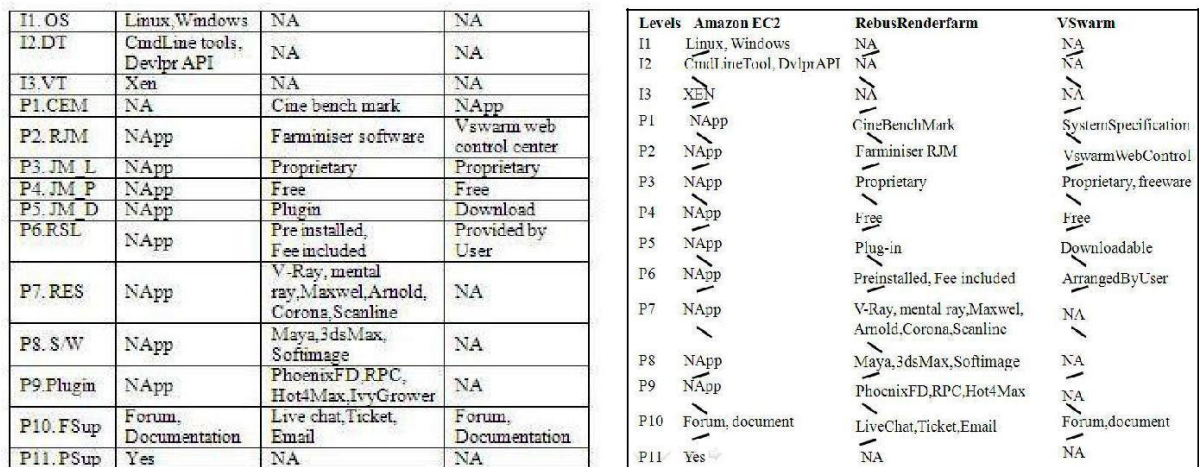 I1. OS Linux,Windows NA NA
I2.DT CmdLine tools, Devlpr API NA NA
I3.VT Xen NA NA
P1.CEM NA Cine bench mark NApp
P2. RJM NApp Farminiser software Vswarm web control center
P3. JM_L NApp Proprietary Proprietary
P4. JM_P NApp Free Free
P5. JM_D NApp Plugin Download
P6.RSL NApp Pre installed, Fee included Provided by User
P7. RES NApp V-Ray, mental ray,Maxwel,Arnold, Corona,Scanline NA
P8. S/W NApp Maya,3dsMax, Softimage NA
P9.Plugin NApp PhoenixFD,RPC, Hot4Max,IvyGrower NA
P10. FSup Forum, Documentation Live chat,Ticket, Email Forum, Documentation
P11. PSup Yes NA NA
Levels Amazon EC2 RebusRenderfarm VSwarm
I1 Linux, Windows NA NA
I2 CmdLineTool, DvlprAPI NA NA
I3 XEN NA NA
P1 NApp CineBenchMark SystemSpecification
P2 NApp Farminiser RJM VswarmWebControl
P3 NApp Proprietary Proprietary, freeware
P4 NApp Free Free
P5 NApp Plug-in Downloadable
P6 NApp Preinstalled, Fee included ArrangedByUser
P7 NApp V-Ray, mental ray,Maxwel, NA
Arnold,Corona,Scanline
P8 NApp Maya,3dsMax,Softimage NA
P9 NApp PhoenixFD,RPC,Hot4Max NA
P10 Forum, document LiveChat,Ticket,Email Forum,document
P11 Yes NA NA